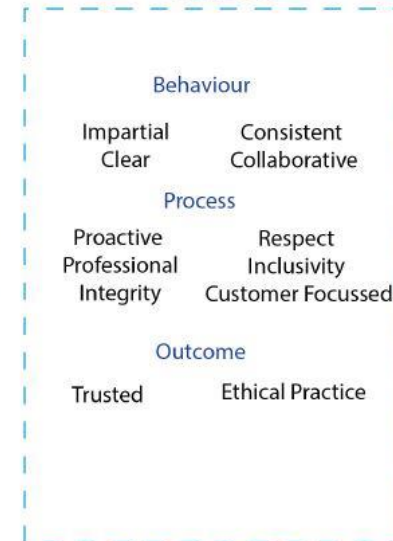 Behaviour
Impartial Consistent
Clear Collaborative
Process
Proactive Respect
Professional Inclusivity
Integrity Customer Focussed
Outcome
Trusted Ethical Practice